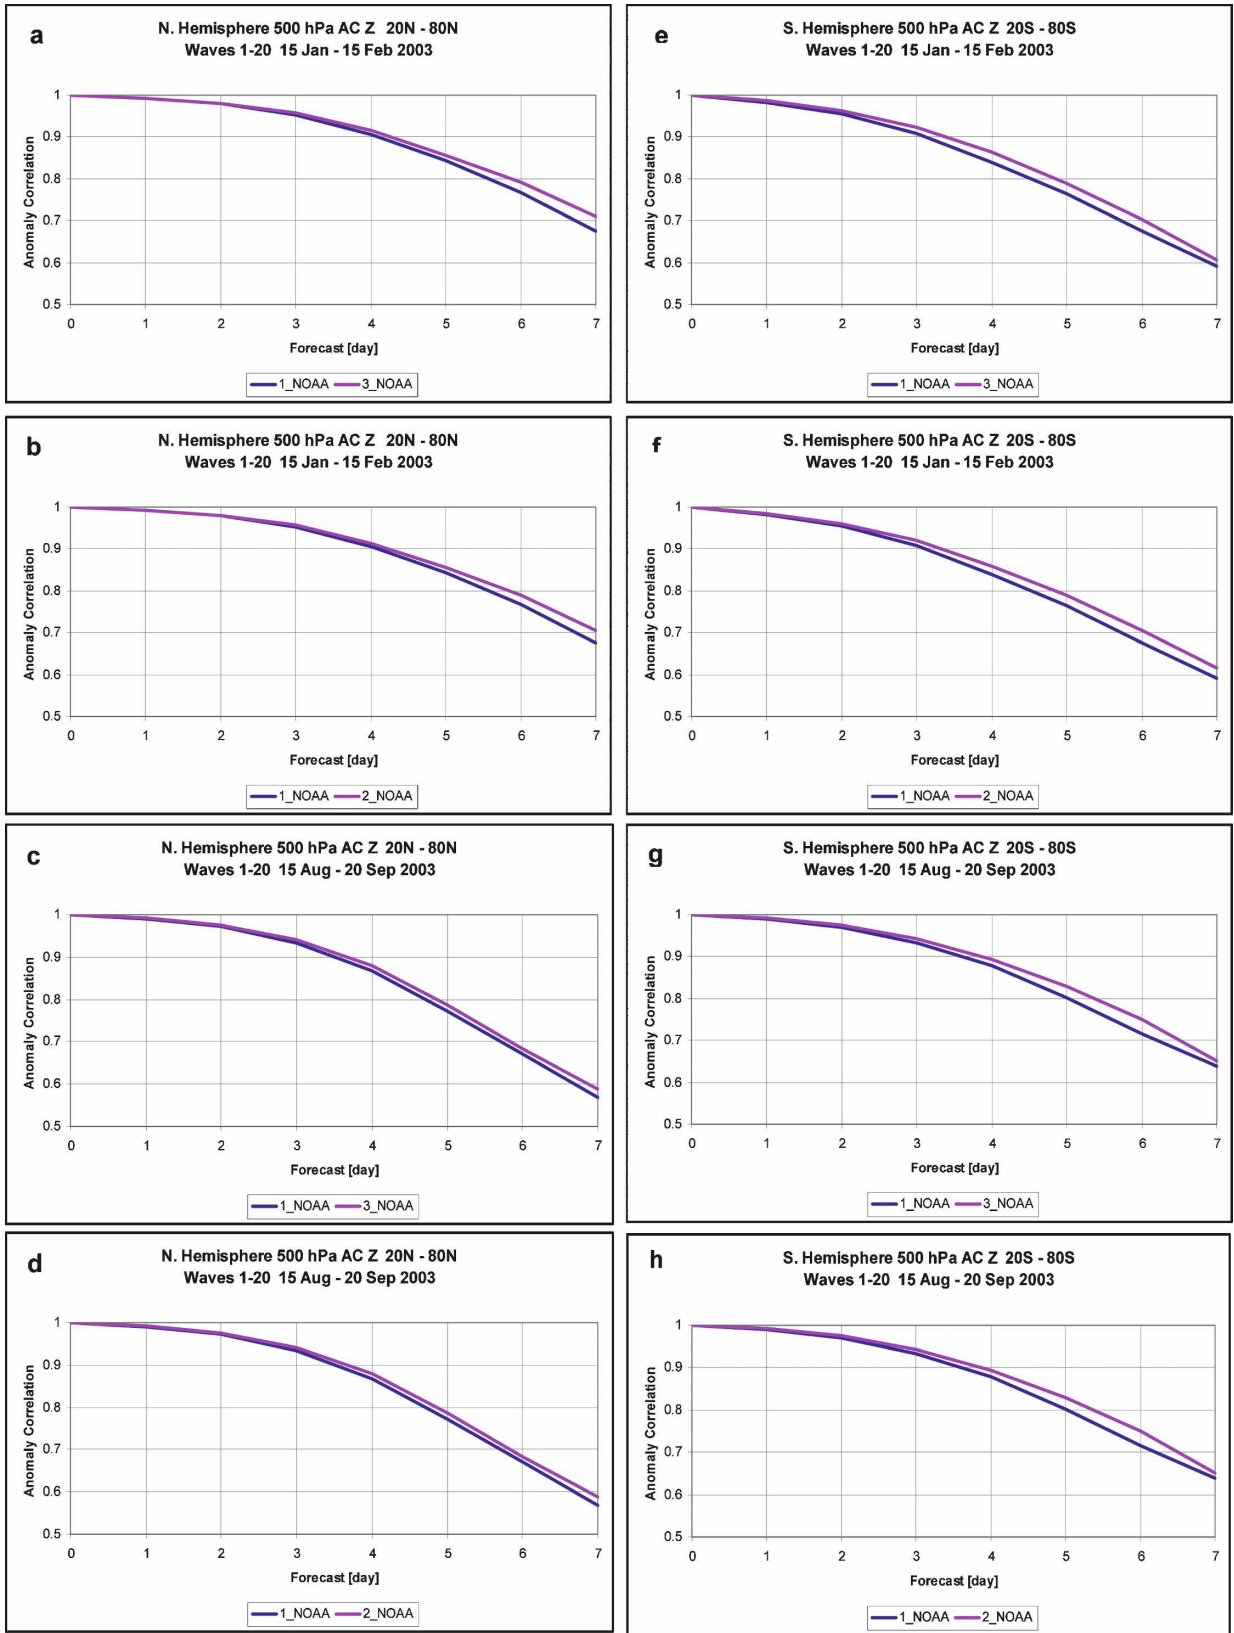 a
N. Hemisphere 500 hPa AC Z 20N - 80N
Waves 1-20 15 Jan - 15 Feb 2003
1
0.9
0.8
0.7
0.6
0.5
Anomaly Correlation
0 1 2 3 4 5 6 7
Forecast [day]
1_NOAA 3_NOAA
e
S. Hemisphere 500 hPa AC Z 20S - 80S
Waves 1-20 15 Jan - 15 Feb 2003
1
0.9
0.8
0.7
0.6
0.5
Anomaly Correlation
0 1 2 3 4 5 6 7
Forecast [day]
1_NOAA 3_NOAA
b
N. Hemisphere 500 hPa AC Z 20N - 80N
Waves 1-20 15 Jan - 15 Feb 2003
1
0.9
0.8
0.7
0.6
0.5
Anomaly Correlation
0 1 2 3 4 5 6 7
Forecast [day]
1_NOAA 2_NOAA
f
S. Hemisphere 500 hPa AC Z 20S - 80S
Waves 1-20 15 Jan - 15 Feb 2003
1
0.9
0.8
0.7
0.6
0.5
Anomaly Correlation
0 1 2 3 4 5 6 7
Forecast [day]
1_NOAA 2_NOAA
c
N. Hemisphere 500 hPa AC Z 20N - 80N
Waves 1-20 15 Aug - 20 Sep 2003
1
0.9
0.8
0.7
0.6
0.5
Anomaly Correlation
0 1 2 3 4 5 6 7
Forecast [day]
1_NOAA 3_NOAA
g
S. Hemisphere 500 hPa AC Z 20S - 80S
Waves 1-20 15 Aug - 20 Sep 2003
1
0.9
0.8
0.7
0.6
0.5
Anomaly Correlation
0 1 2 3 4 5 6 7
Forecast [day]
1_NOAA 3_NOAA
d
N. Hemisphere 500 hPa AC Z 20N - 80N
Waves 1-20 15 Aug - 20 Sep 2003
1
0.9
0.8
0.7
0.6
0.5
Anomaly Correlation
0 1 2 3 4 5 6 7
Forecast [day]
1_NOAA 2_NOAA
h
S. Hemisphere 500 hPa AC Z 20S - 80S
Waves 1-20 15 Aug - 20 Sep 2003
1
0.9
0.8
0.7
0.6
0.5
Anomaly Correlation
0 1 2 3 4 5 6 7
Forecast [day]
1_NOAA 2_NOAA